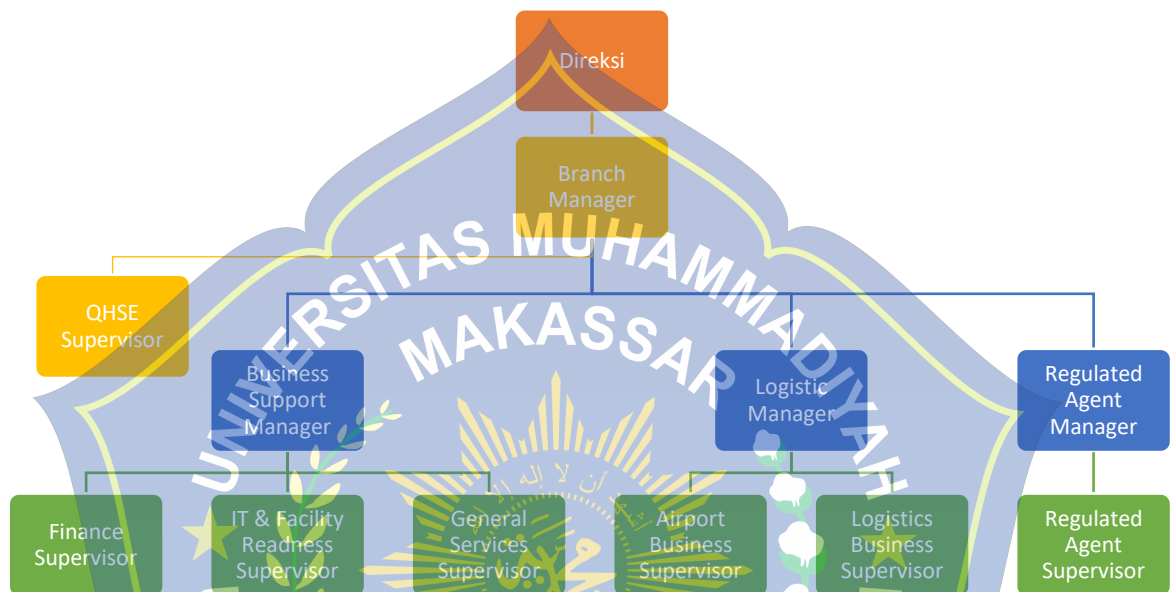 Direksi
Branch
Manager
UNIVERSITAS MUHAMMADIYAH
MAKASSAR
QHSE
Supervisor
Business
Support
Manager
Logistic
Manager
Regulated
Agent
Manager
Finance
Supervisor
IT & Facility
Readiness
Supervisor
General
Services
Supervisor
Airport
Business
Supervisor
Logistics
Business
Supervisor
Regulated
Agent
Supervisor